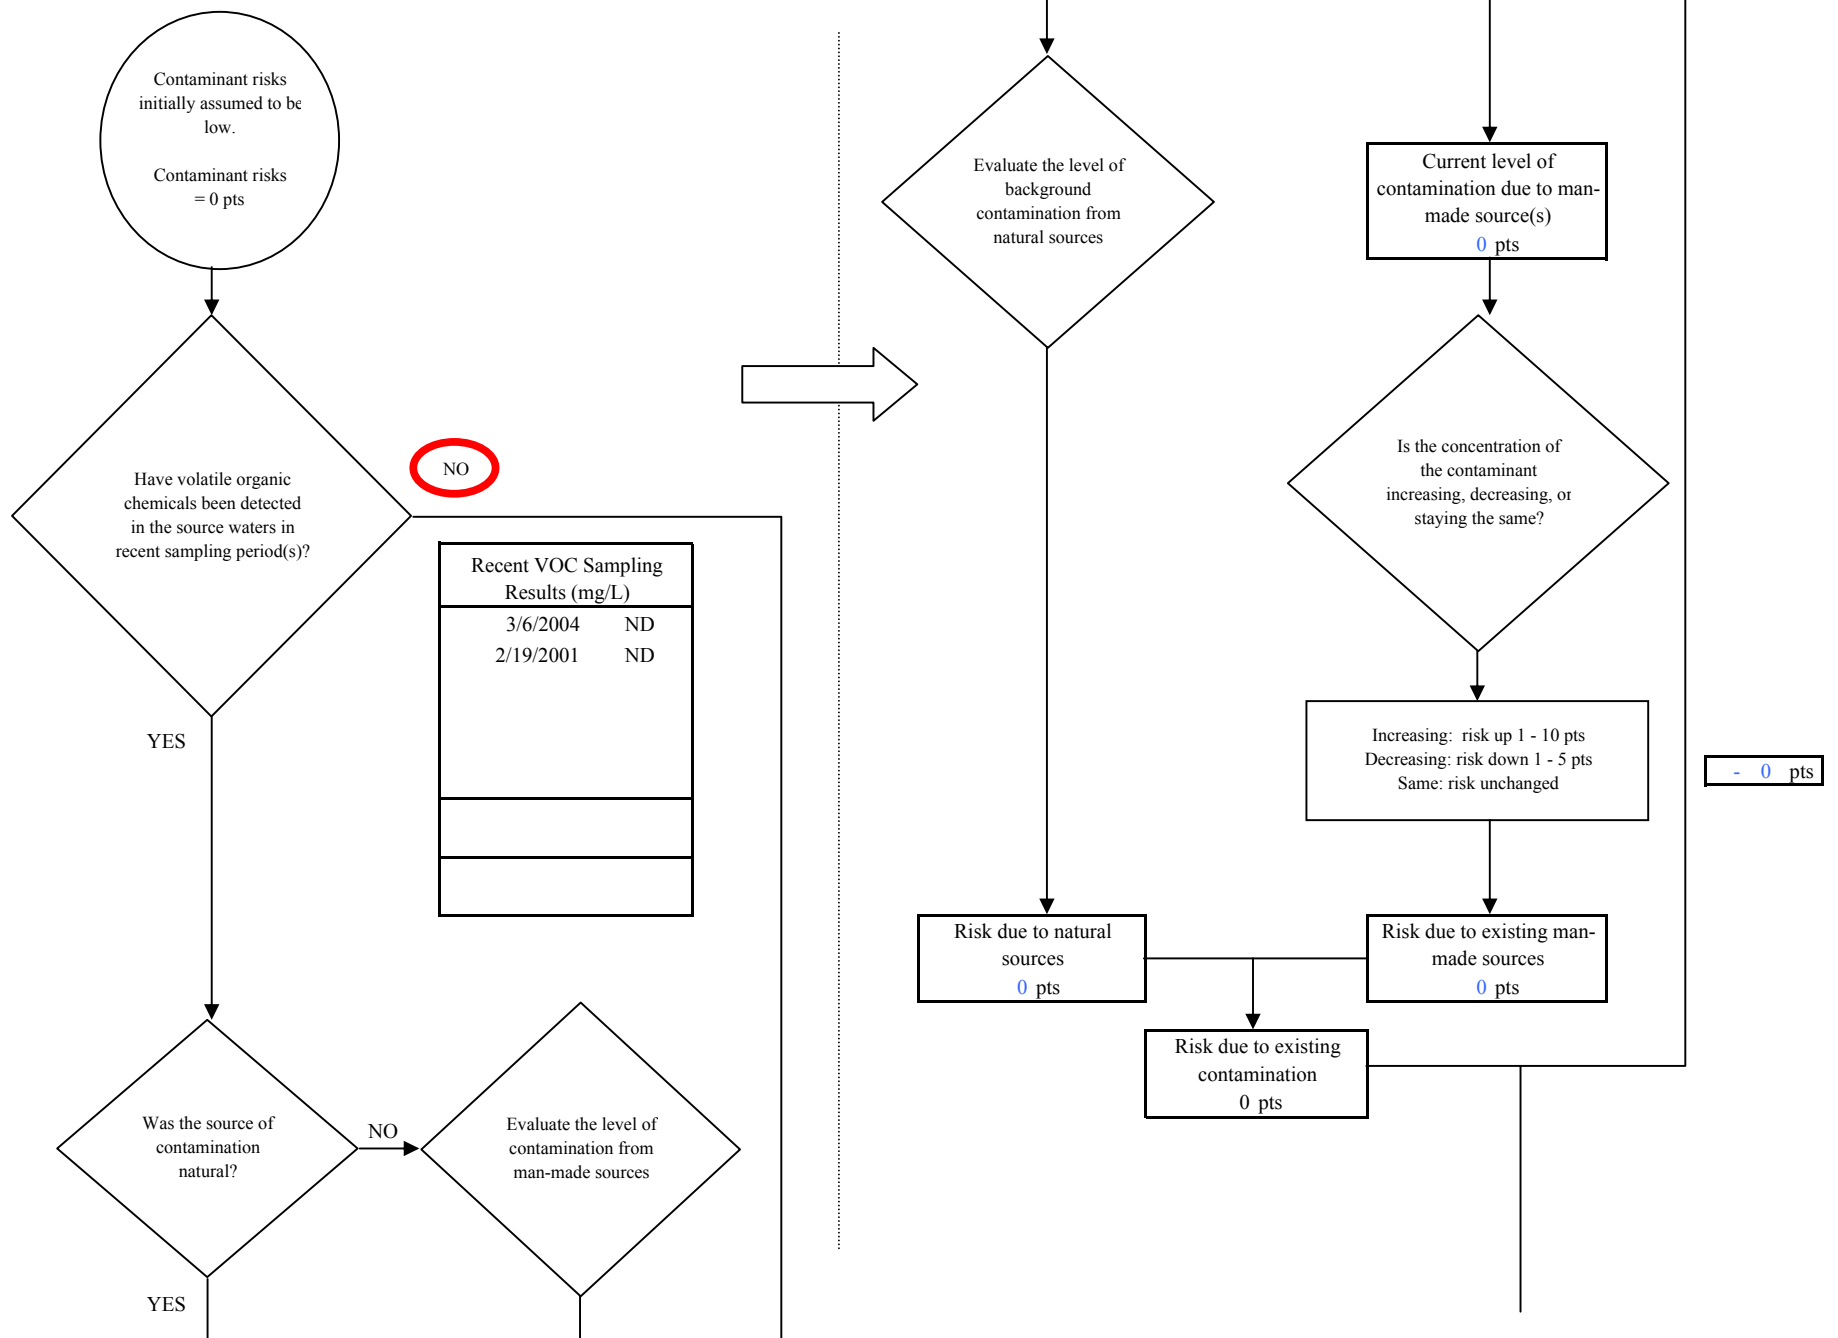 Contaminant risks
initially assumed to be
low.
Contaminant risks
= 0 pts
Have volatile organic
chemicals been detected
in the source waters in
recent sampling period(s)?
NO
YES
Recent VOC Sampling
Results (mg/L)
3/6/2004 ND
2/19/2001 ND
Was the source of
contamination
natural?
NO
YES
Evaluate the level of
contamination from
man-made sources
Evaluate the level of
background
contamination from
natural sources
Current level of
contamination due to man-
made source(s)
0 pts
Is the concentration of
the contaminant
increasing, decreasing, or
staying the same?
Increasing: risk up 1 - 10 pts
Decreasing: risk down 1 - 5 pts
Same: risk unchanged
- 0 pts
Risk due to natural
sources
0 pts
Risk due to existing man-
made sources
0 pts
Risk due to existing
contamination
0 pts